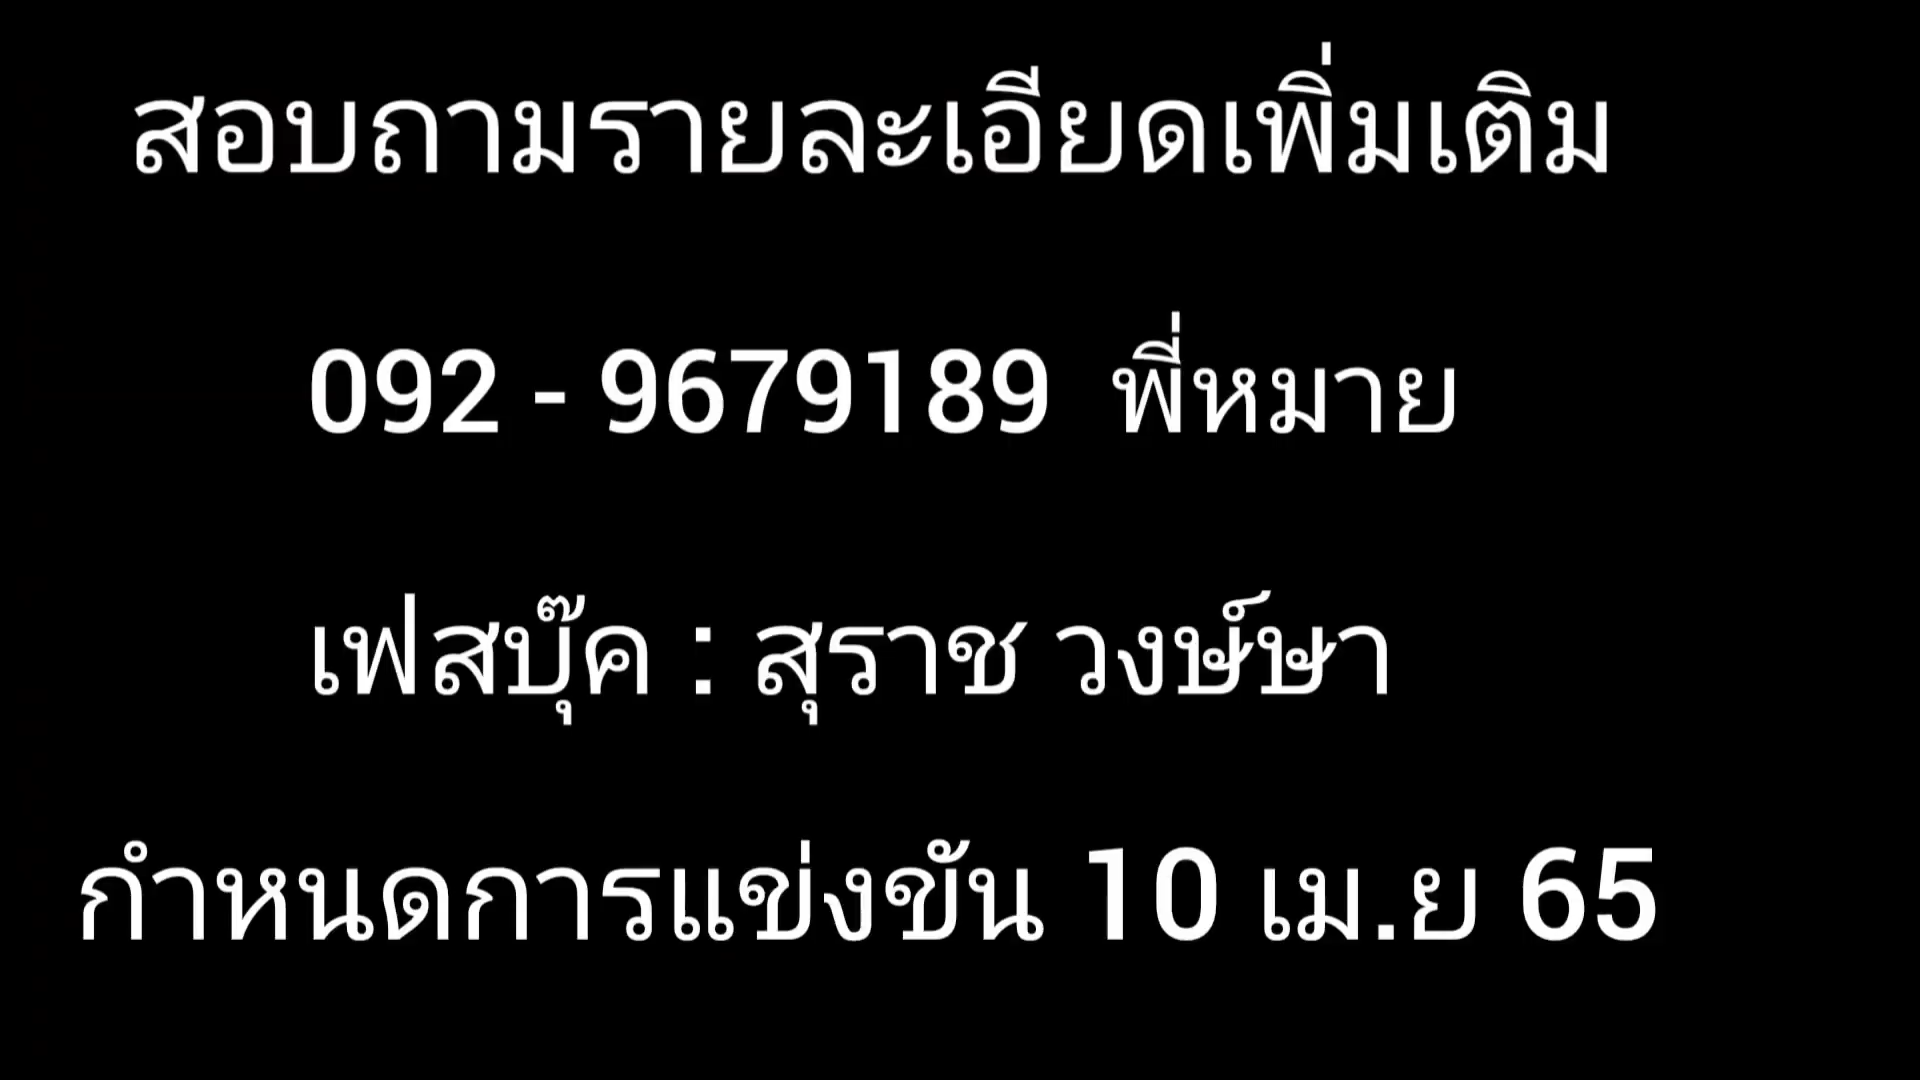 สอบถามรายละเอียดเพิ่มเติม
092 - 9679189 พี่หมาย
เฟสบุ๊ค : สุราช วงษ์ษา
กำหนดการแข่งขัน 10 เม.ย 65